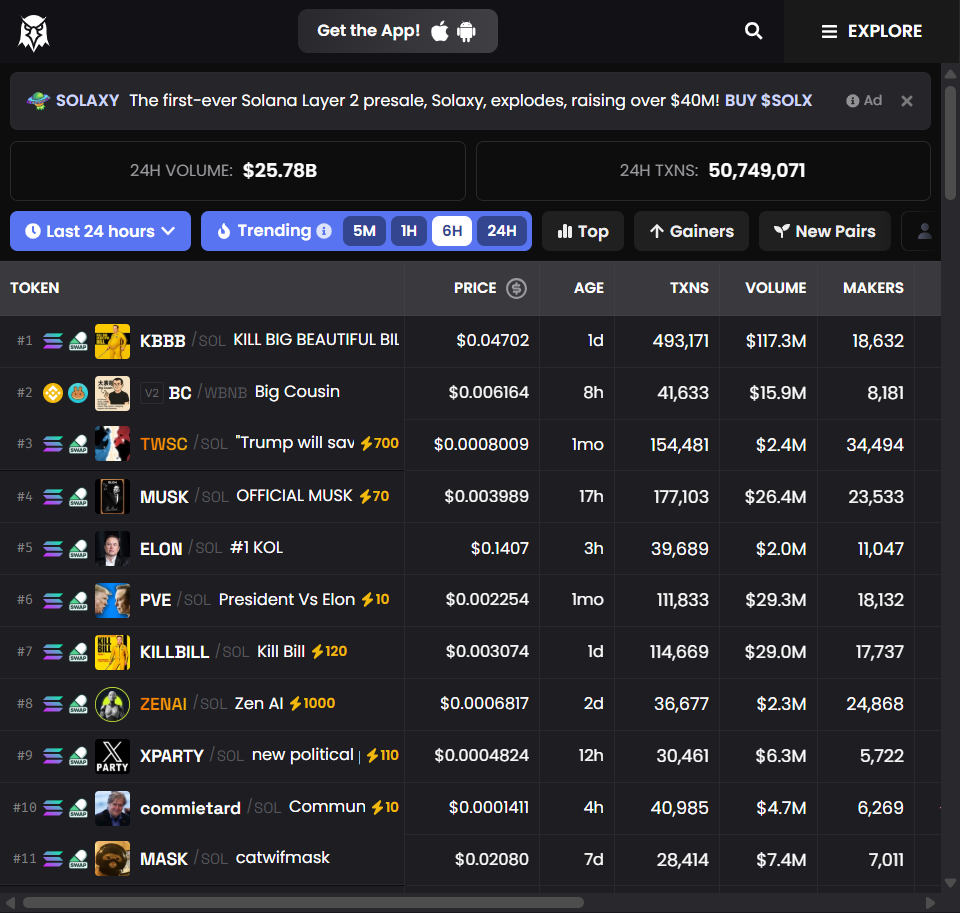 Get the App!
EXPLORE
SOLAXY The first-ever Solana Layer 2 presale, Solaxy, explodes, raising over $40M! BUY $SOLX Ad
24H VOLUME: $25.78B
24H TXNS: 50,749,071
Last 24 hours Trending 5M 1H 6H 24H Top Gainers New Pairs
TOKEN PRICE AGE TXNS VOLUME MAKERS
#1 SWAP KBBB /SOL KILL BIG BEAUTIFUL BIL $0.04702 1d 493,171 $117.3M 18,632
#2 V2 BC /WBNB Big Cousin $0.006164 8h 41,633 $15.9M 8,181
#3 SWAP TWSC /SOL "Trump will sav 700 $0.0008009 1mo 154,481 $2.4M 34,494
#4 SWAP MUSK /SOL OFFICIAL MUSK 70 $0.003989 17h 177,103 $26.4M 23,533
#5 SWAP ELON /SOL #1 KOL $0.1407 3h 39,689 $2.0M 11,047
#6 SWAP PVE /SOL President Vs Elon 10 $0.002254 1mo 111,833 $29.3M 18,132
#7 SWAP KILL BILL KILLBILL /SOL Kill Bill 120 $0.003074 1d 114,669 $29.0M 17,737
#8 SWAP ZENAI /SOL Zen AI 1000 $0.0006817 2d 36,677 $2.3M 24,868
#9 SWAP X PARTY XPARTY /SOL new political 110 $0.0004824 12h 30,461 $6.3M 5,722
#10 SWAP commietard /SOL Commun 10 $0.0001411 4h 40,985 $4.7M 6,269
#11 SWAP MASK /SOL catwifmask $0.02080 7d 28,414 $7.4M 7,011